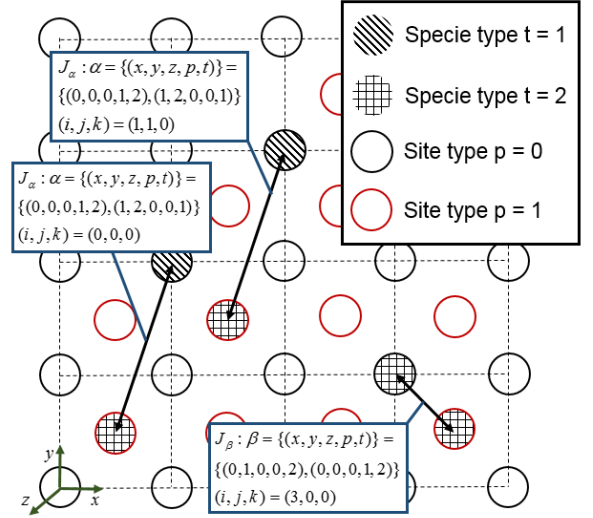 Specie type t = 1
Specie type t = 2
Site type p = 0
Site type p = 1
J_α : α = {(x, y, z, p, t)} =
{(0, 0, 0, 1, 2), (1, 2, 0, 0, 1)}
(i, j, k) = (1, 1, 0)
J_α : α = {(x, y, z, p, t)} =
{(0, 0, 0, 1, 2), (1, 2, 0, 0, 1)}
(i, j, k) = (0, 0, 0)
J_β : β = {(x, y, z, p, t)} =
{(0, 1, 0, 0, 2), (0, 0, 0, 1, 2)}
(i, j, k) = (3, 0, 0)
y
z
x